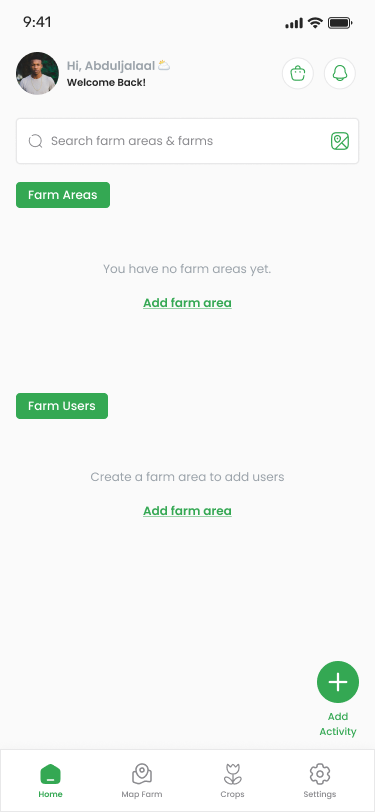 9:41
Hi, Abduljalaal
Welcome Back!
Search farm areas & farms
Farm Areas
You have no farm areas yet.
Add farm area
Farm Users
Create a farm area to add users
Add farm area
Add
Activity
Home
Map Farm
Crops
Settings